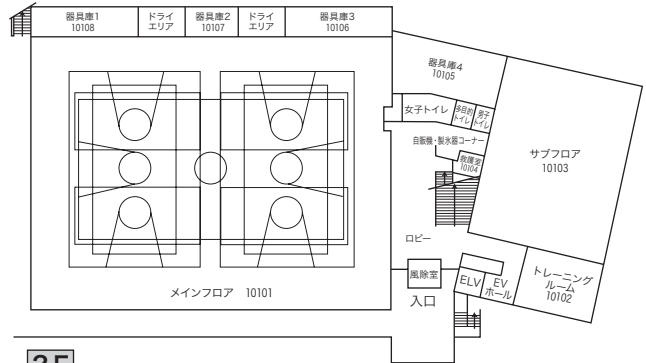 器具庫1
10108
ドライ
エリア
器具庫2
10107
ドライ
エリア
器具庫3
10106
器具庫4
10105
女子トイレ
多目的
トイレ
男子
トイレ
自販機・製氷器コーナー
救護室
10104
サブフロア
10103
ロビー
風除室
入口
ELV
EV
ホール
トレーニング
ルーム
10102
メインフロア 10101